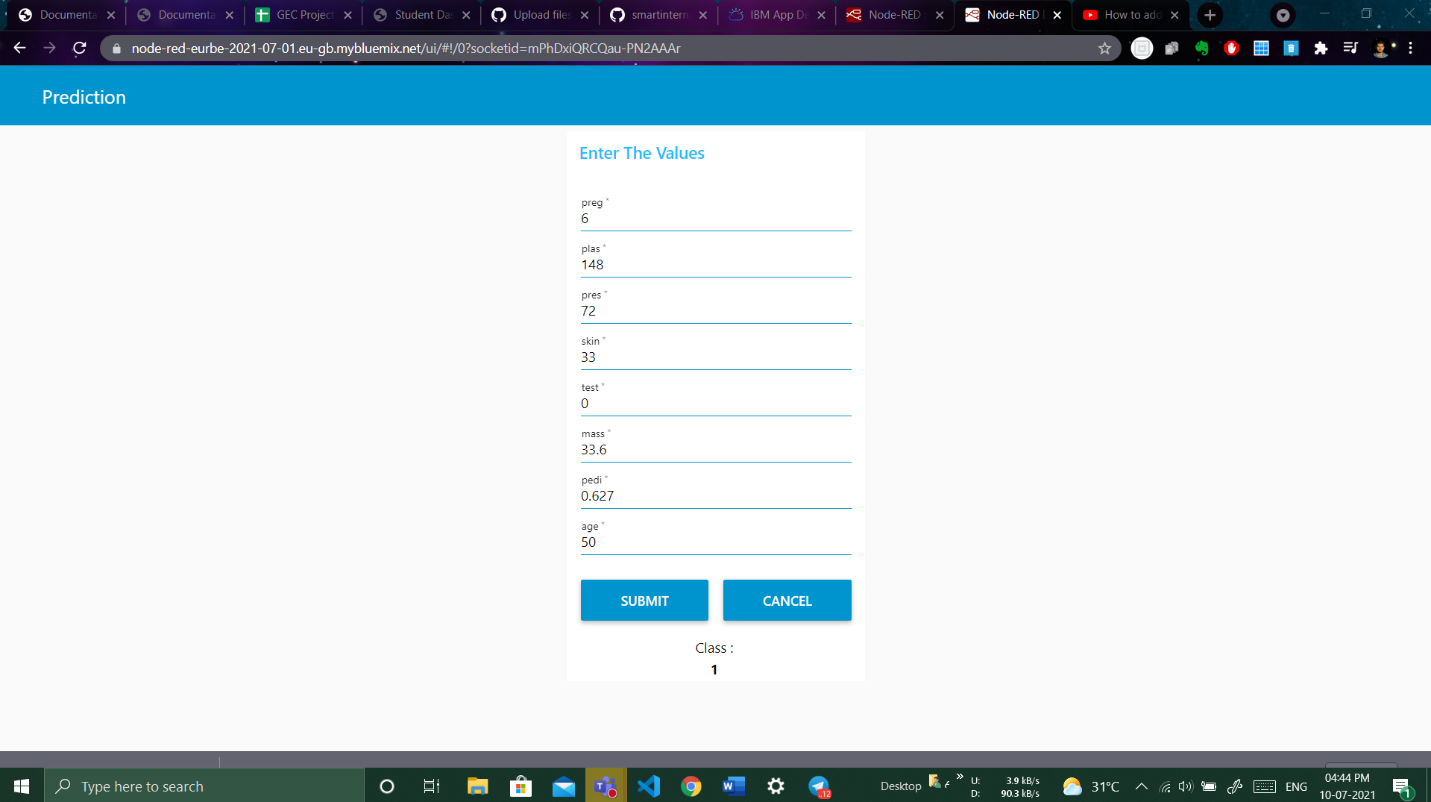 Documenta
Documenta
GEC Project
Student Das
Upload files
smartintern
IBM App De
Node-RED
Node-RED
How to add
node-red-eurbe-2021-07-01.eu-gb.mybluemix.net/ui/#!/0?socketid=mPhDxiQRCQau-PN2AAAr
Prediction
Enter The Values
preg *
6
plas *
148
pres *
72
skin *
33
test *
0
mass *
33.6
pedi *
0.627
age *
50
SUBMIT
CANCEL
Class :
1
Type here to search
12
Desktop
U: 3.9 kB/s
D: 90.3 kB/s
31°C
ENG
04:44 PM
10-07-2021
1